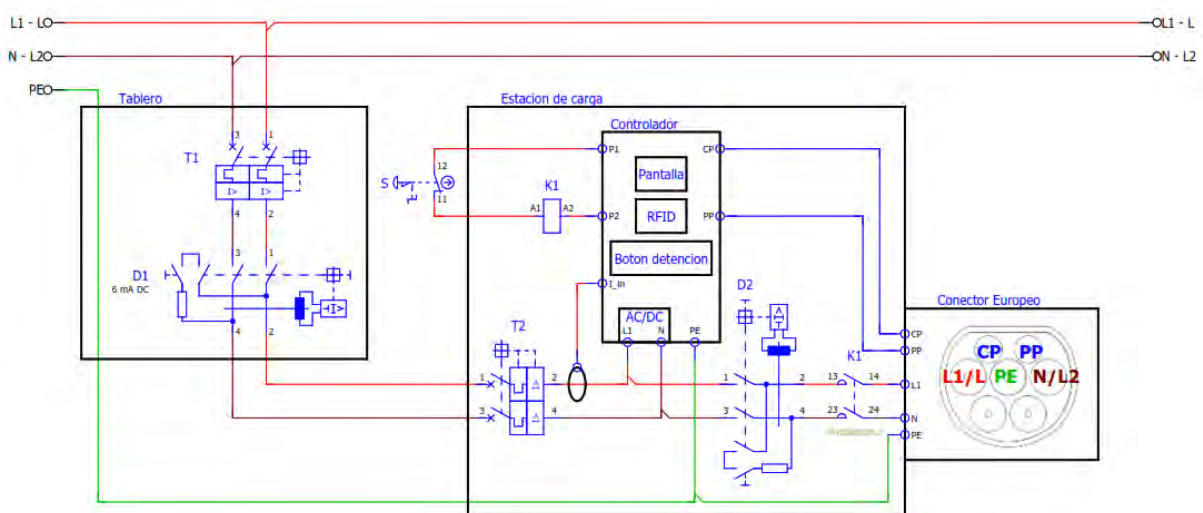 L1 - L
L1 - L
N - L2
N - L2
PE
Tablero
Estacion de carga
Controlador
3
1
T1
I>
I>
4
2
3
1
D1
6 mA DC
I>
4
2
12
S
11
K1
A1
A2
P1
CP
Pantalla
RFID
P2
PP
Boton detencion
I_in
AC/DC
L1
N
PE
T2
1
2
3
4
I>
I>
D2
I>
1
2
3
4
K1
13
14
23
24
Conector Europeo
CP
PP
L1
N
PE
CP
PP
L1/L
PE
N/L2